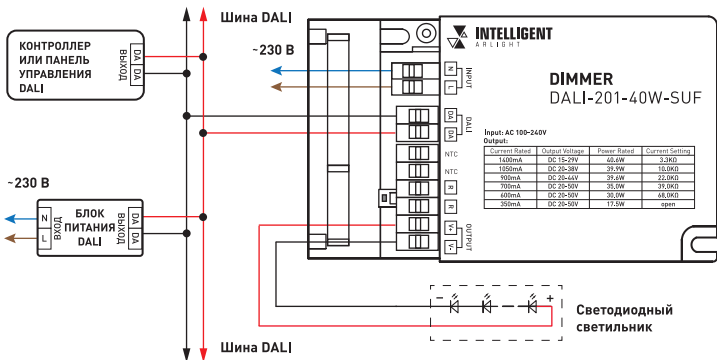 Шина DALI
КОНТРОЛЛЕР
ИЛИ ПАНЕЛЬ
УПРАВЛЕНИЯ
DALI
ВЫХОД
DA
DA
~230 В
N
L
INPUT
DA
DA
DALI
NTC
NTC
R
R
V+
V-
OUTPUT
INTELLIGENT
ARLIGHT
DIMMER
DALI-201-40W-SUF
Input: AC 100-240V
Output:
Current Rated Output Voltage Power Rated Current Setting
1400mA DC 15-29V 40.6W 3.3KΩ
1050mA DC 20-38V 39.9W 10.0KΩ
900mA DC 20-44V 39.6W 22.0KΩ
700mA DC 20-50V 35.0W 39.0KΩ
600mA DC 20-50V 30.0W 68.0KΩ
350mA DC 20-50V 17.5W open
~230 В
N
L
ВХОД
БЛОК
ПИТАНИЯ
DALI
ВЫХОД
DA
DA
− +
Светодиодный
светильник
Шина DALI